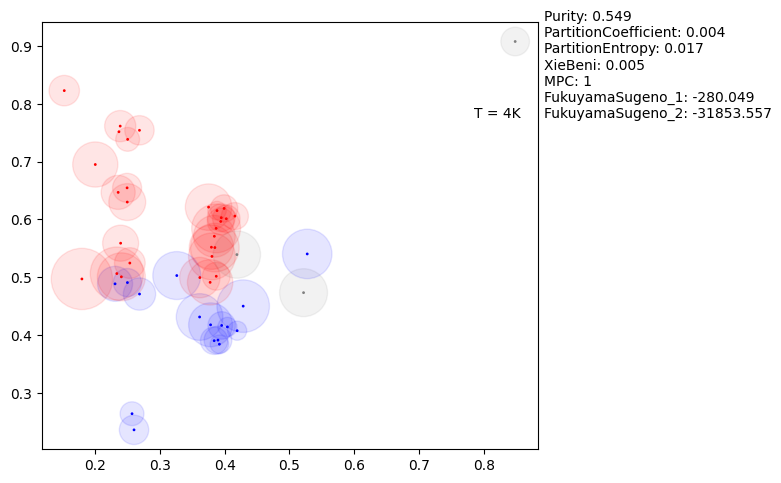 Purity: 0.549
PartitionCoefficient: 0.004
PartitionEntropy: 0.017
XieBeni: 0.005
MPC: 1
FukuyamaSugeno_1: -280.049
FukuyamaSugeno_2: -31853.557
T = 4K
0.9
0.8
0.7
0.6
0.5
0.4
0.3
0.2 0.3 0.4 0.5 0.6 0.7 0.8